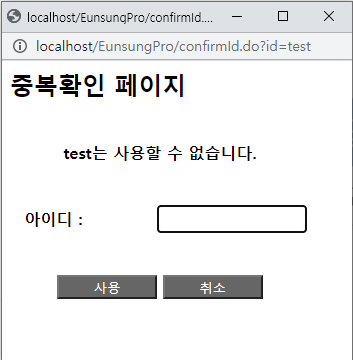 localhost/EunsungPro/confirmId....
localhost/EunsungPro/confirmId.do?id=test
중복확인 페이지
test는 사용할 수 없습니다.
아이디 :
사용 취소